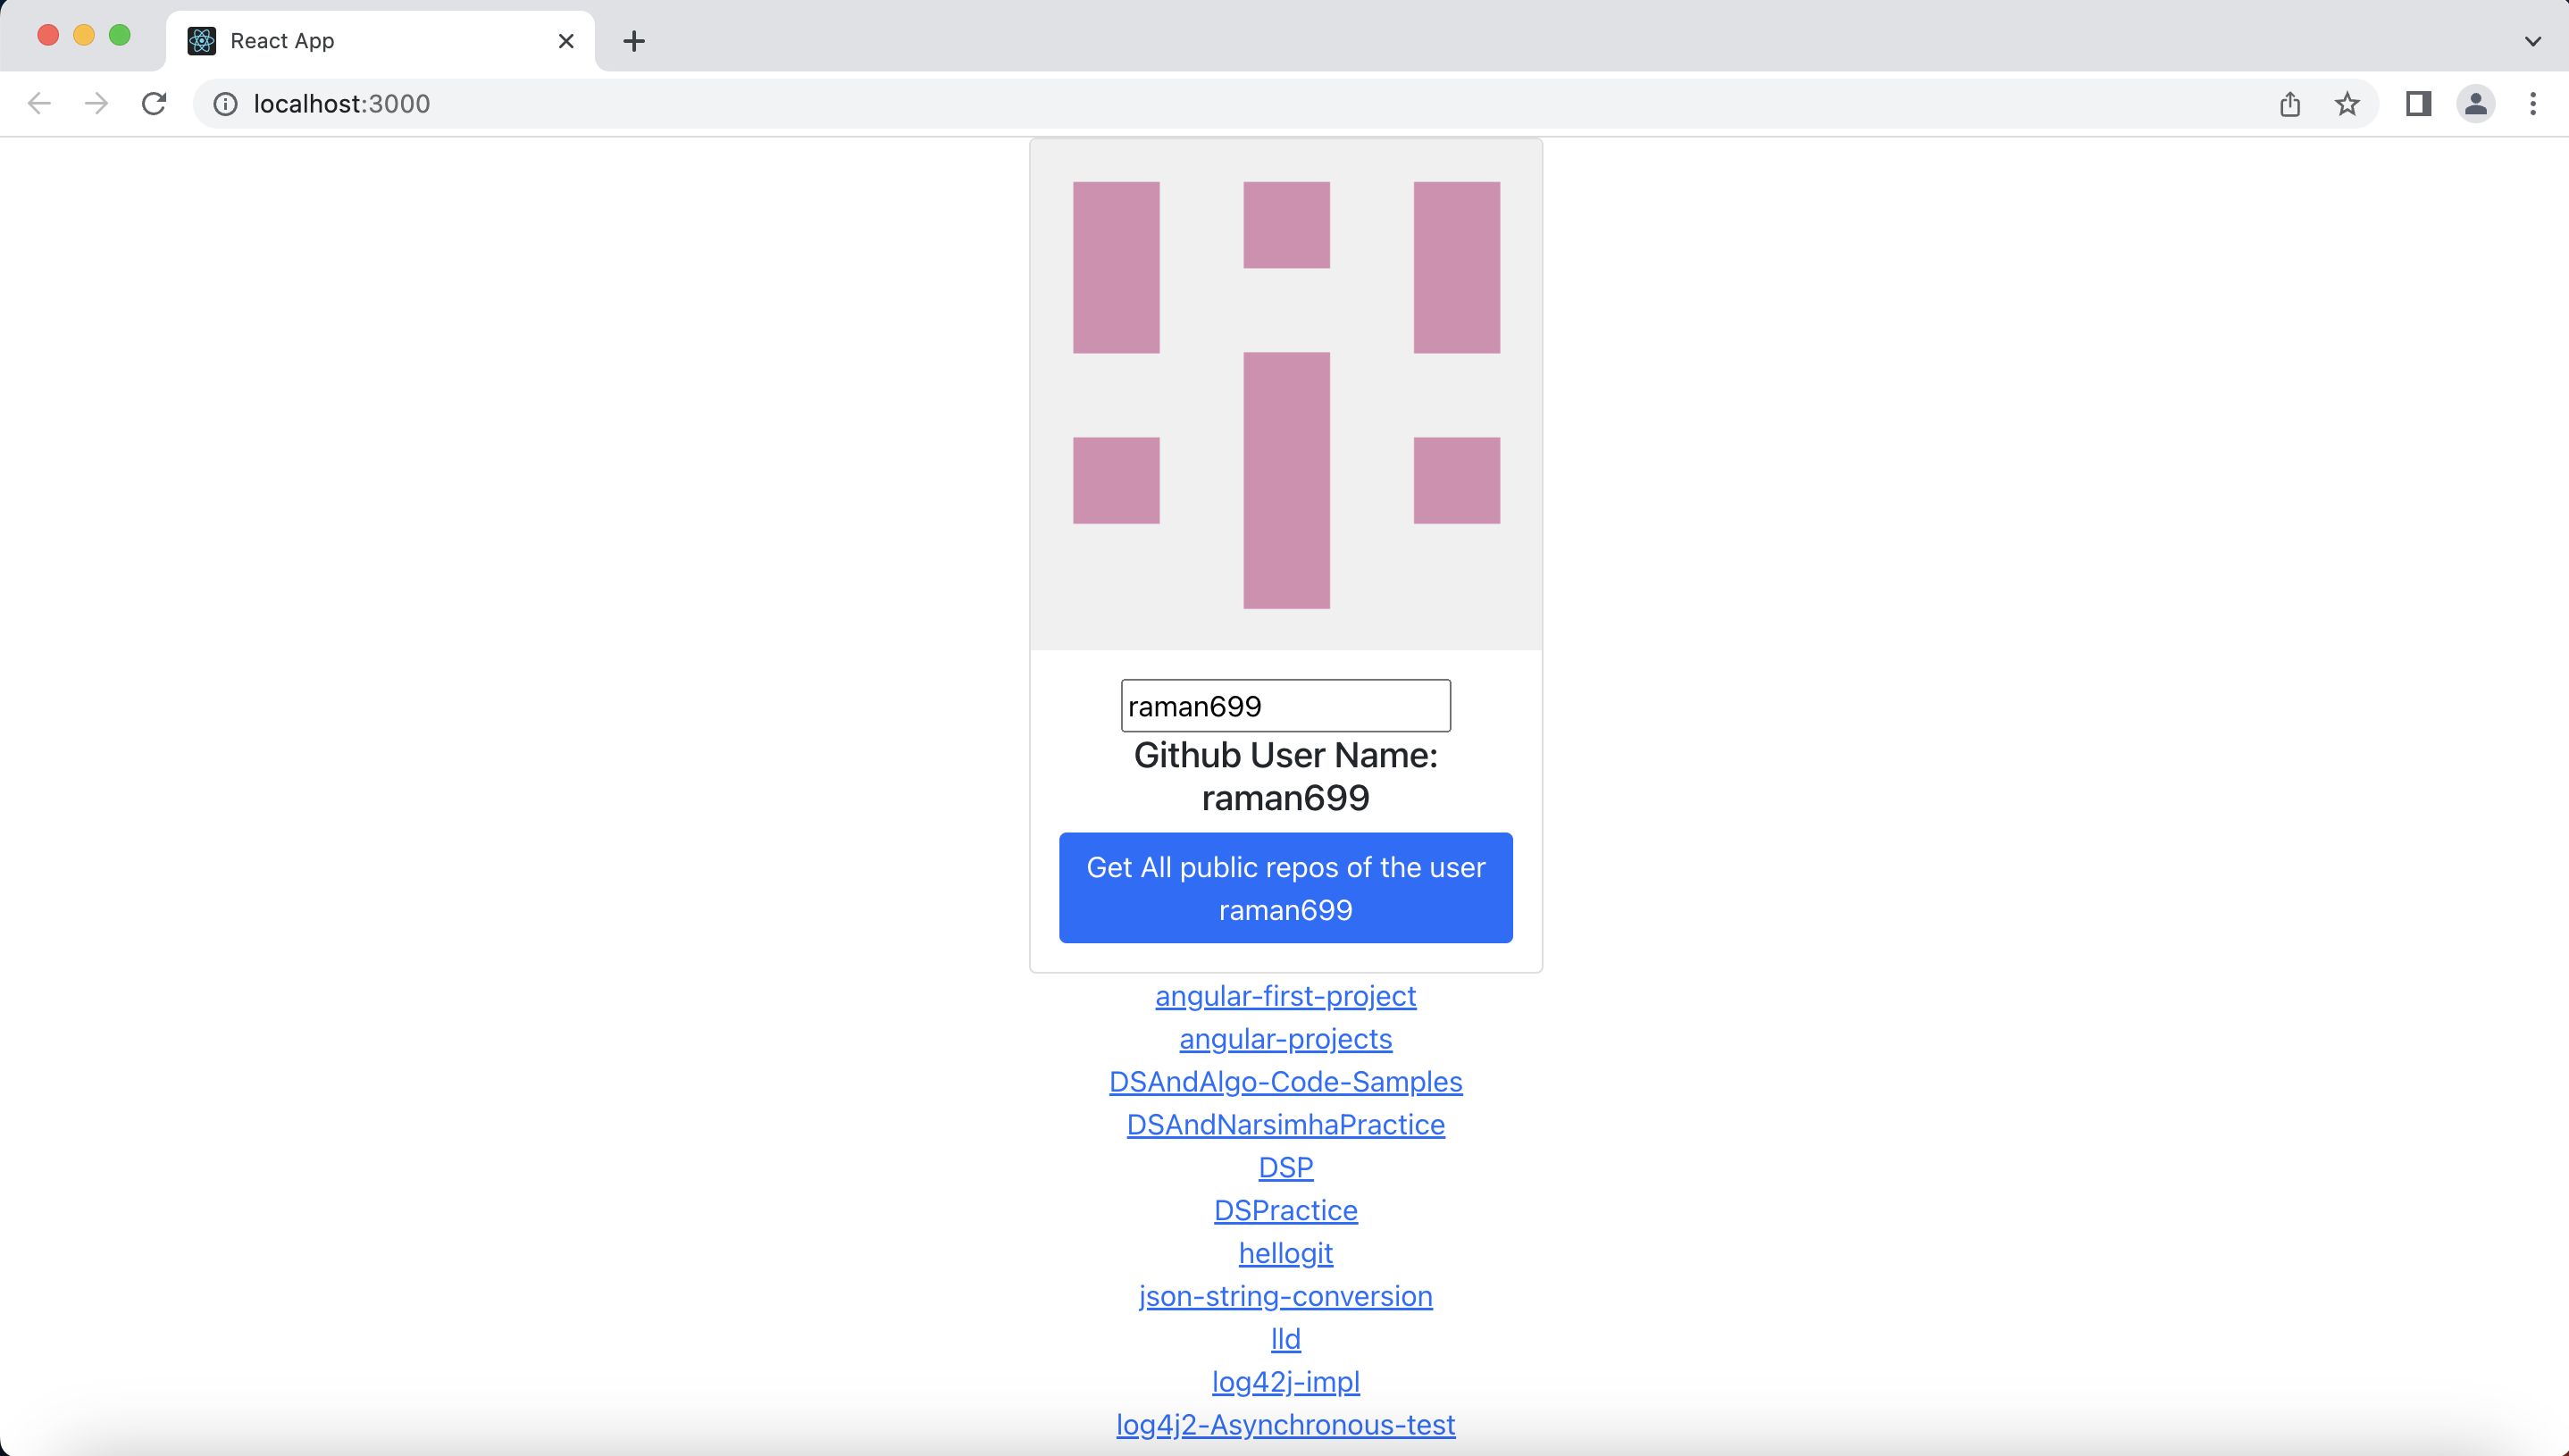 React App
localhost:3000
raman699
Github User Name:
raman699
Get All public repos of the user
raman699
angular-first-project
angular-projects
DSAndAlgo-Code-Samples
DSAndNarsimhaPractice
DSP
DSPractice
hellogit
json-string-conversion
lld
log42j-impl
log4j2-Asynchronous-test